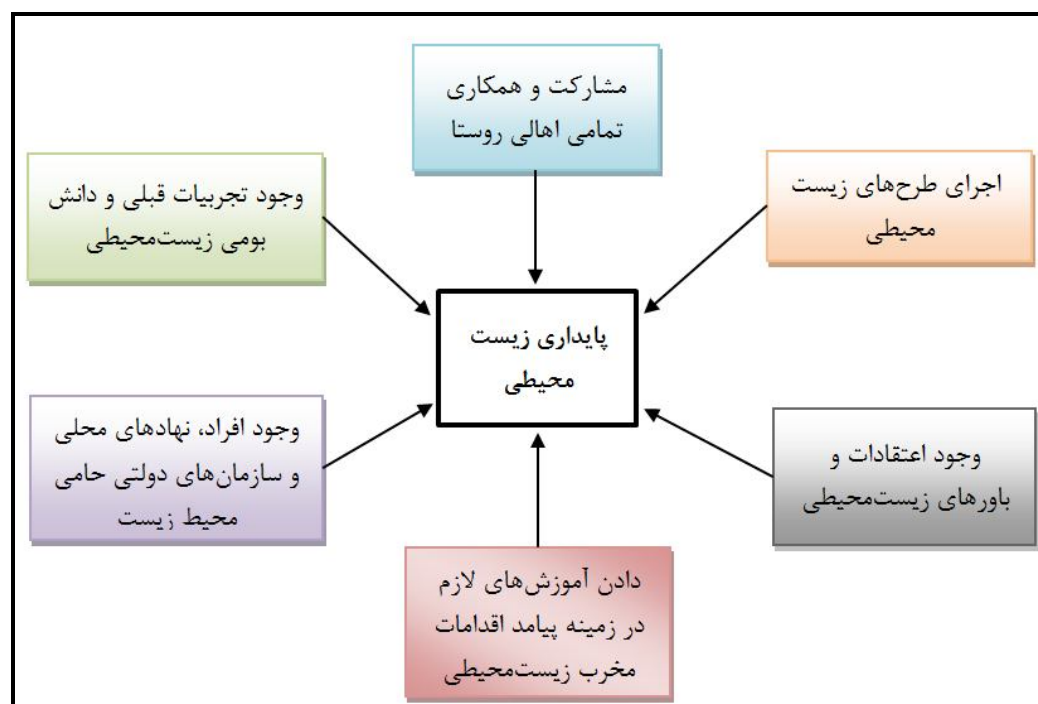 مشارکت و همکاری
تمامی اهالی روستا
اجرای طرح‌های زیست
محیطی
وجود تجربیات قبلی و دانش
بومی زیست‌محیطی
پایداری زیست
محیطی
وجود اعتقادات و
باورهای زیست‌محیطی
وجود افراد، نهادهای محلی
و سازمان‌های دولتی حامی
محیط زیست
دادن آموزش‌های لازم
در زمینه پیامد اقدامات
مخرب زیست‌محیطی